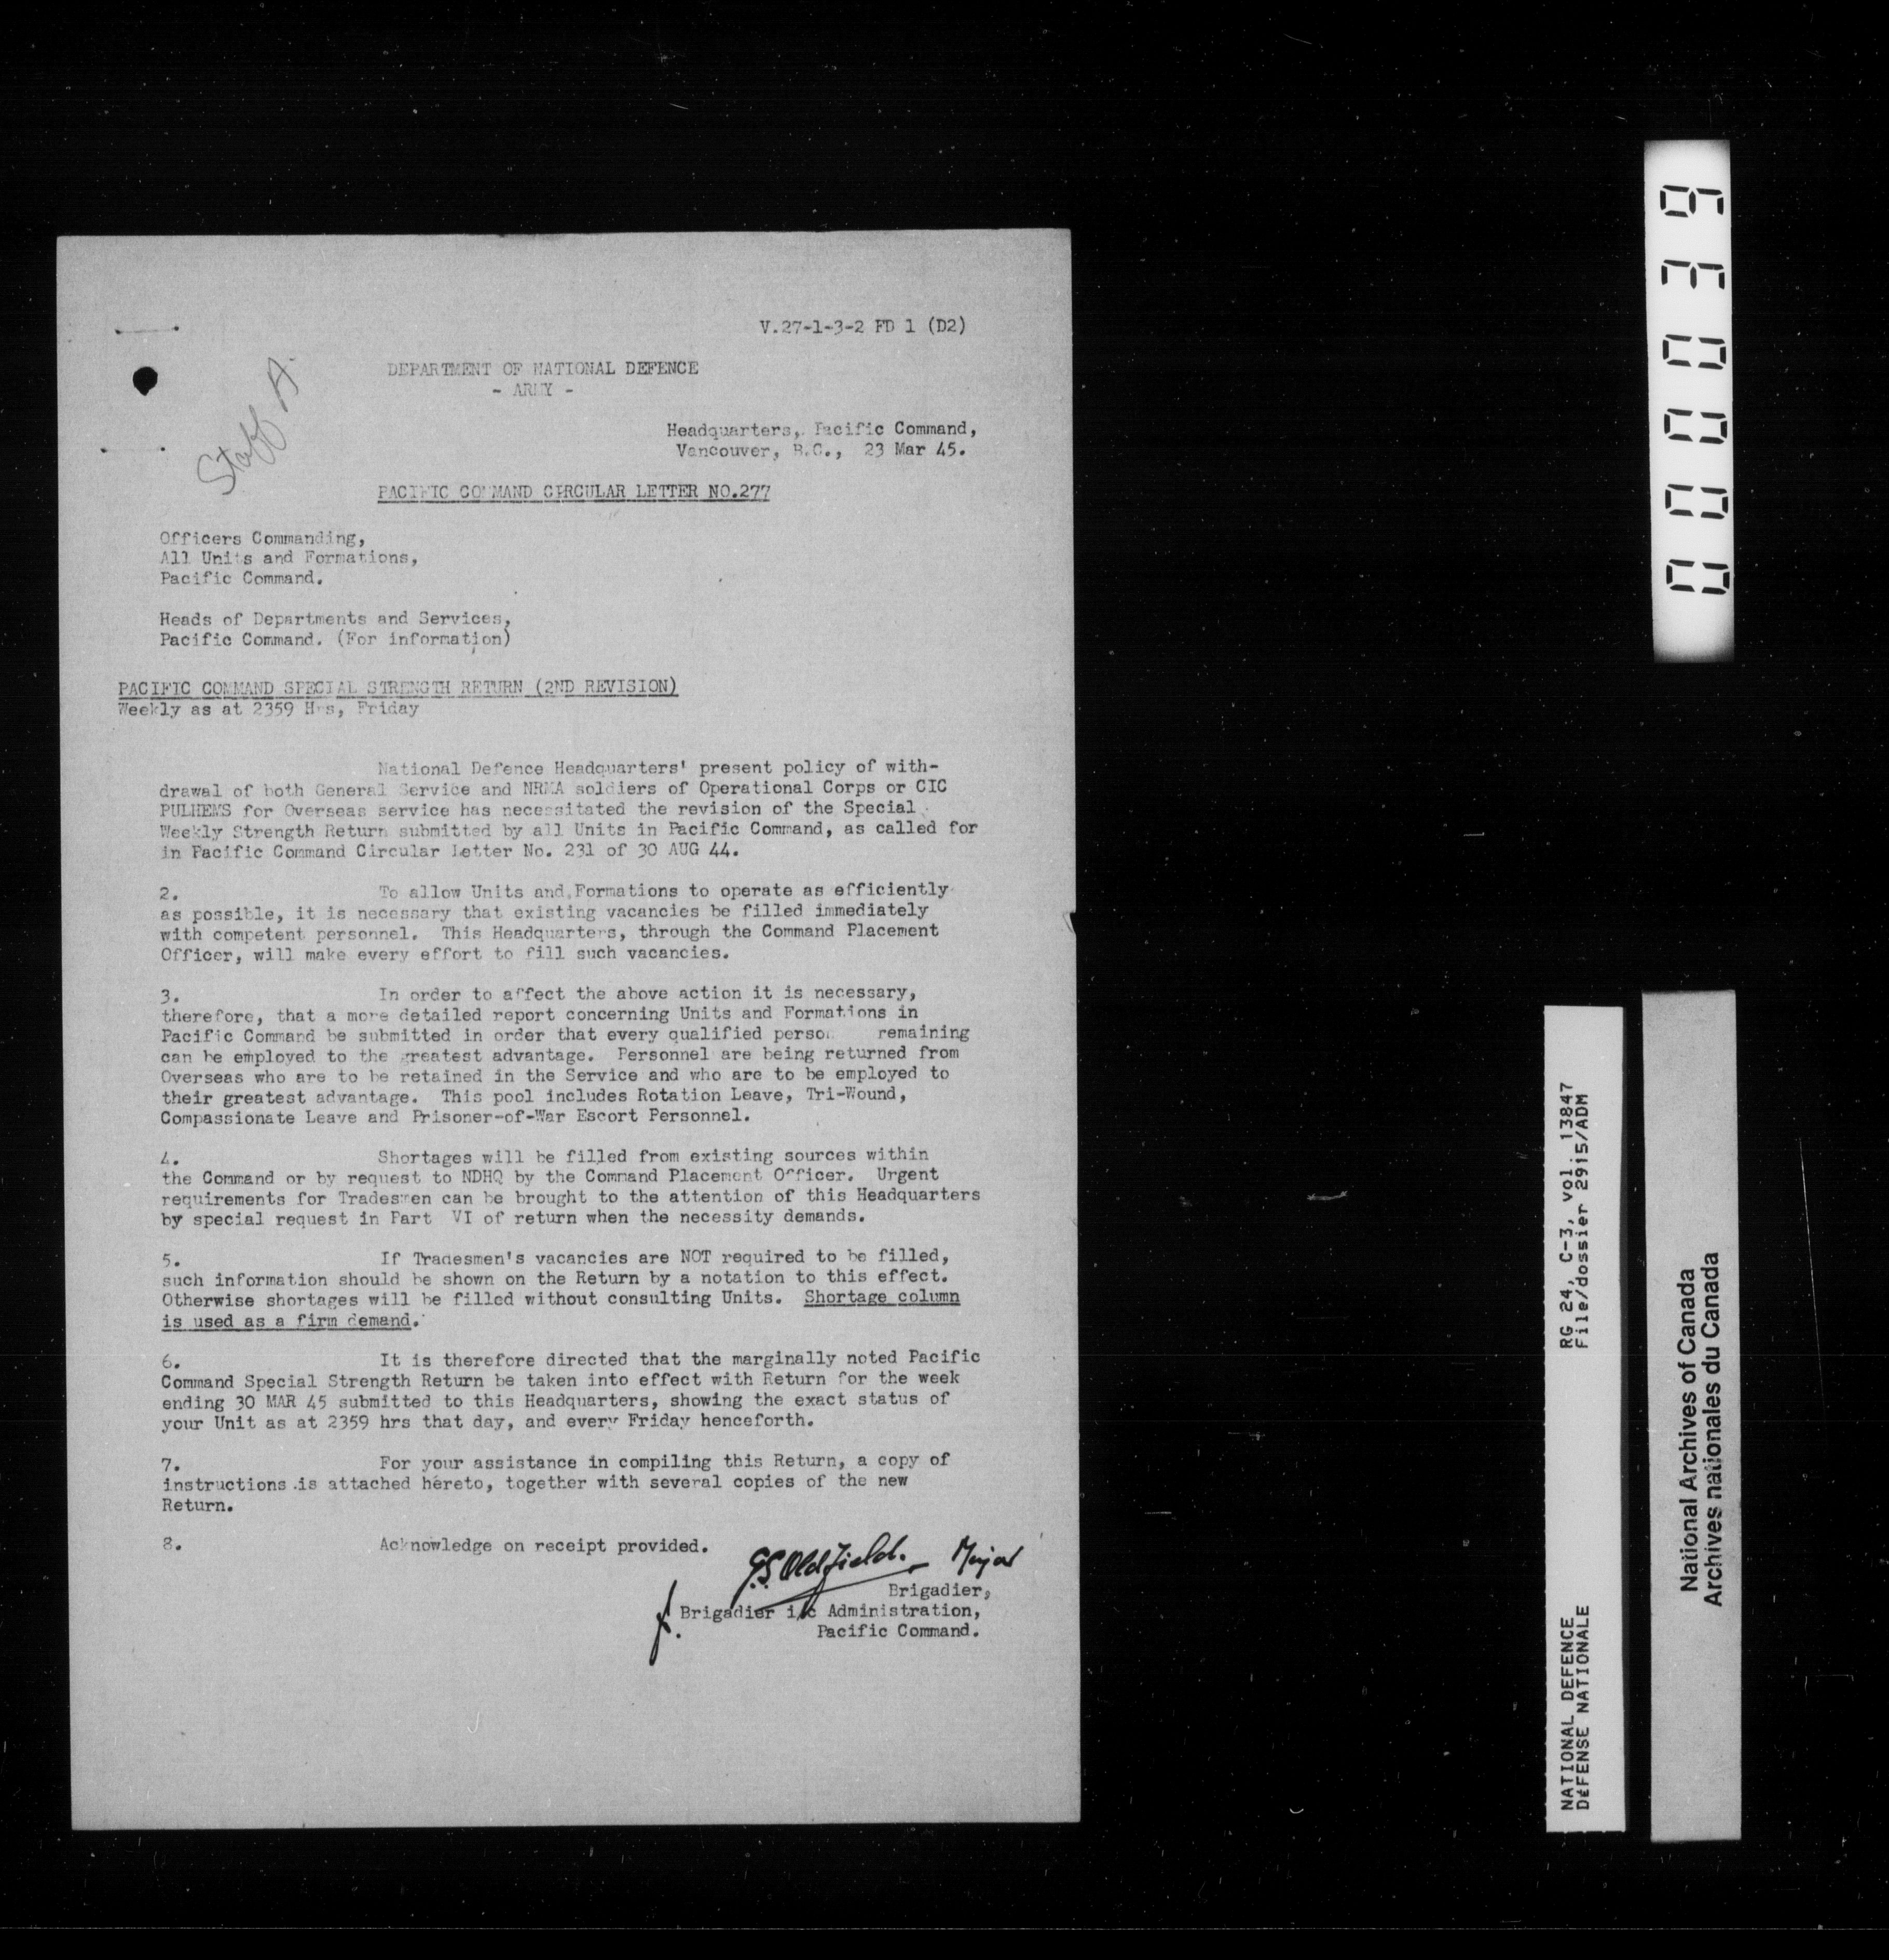 V.27-1-3-2 FD 1 (D2)
Staff A
DEPARTMENT OF NATIONAL DEFENCE
- ARMY -
Headquarters, Pacific Command,
Vancouver, B.C., 23 Mar 45.
PACIFIC COMMAND CIRCULAR LETTER NO.277
Officers Commanding,
All Units and Formations,
Pacific Command.
Heads of Departments and Services,
Pacific Command. (For information)
PACIFIC COMMAND SPECIAL STRENGTH RETURN (2ND REVISION)
Weekly as at 2359 Hrs, Friday
National Defence Headquarters' present policy of with-
drawal of both General Service and NRMA soldiers of Operational Corps or CIC
PULHEMS for Overseas service has necessitated the revision of the Special
Weekly Strength Return submitted by all Units in Pacific Command, as called for
in Pacific Command Circular Letter No. 231 of 30 AUG 44.
2. To allow Units and Formations to operate as efficiently
as possible, it is necessary that existing vacancies be filled immediately
with competent personnel. This Headquarters, through the Command Placement
Officer, will make every effort to fill such vacancies.
3. In order to affect the above action it is necessary,
therefore, that a more detailed report concerning Units and Formations in
Pacific Command be submitted in order that every qualified person remaining
can be employed to the greatest advantage. Personnel are being returned from
Overseas who are to be retained in the Service and who are to be employed to
their greatest advantage. This pool includes Rotation Leave, Tri-Wound,
Compassionate Leave and Prisoner-of-War Escort Personnel.
4. Shortages will be filled from existing sources within
the Command or by request to NDHQ by the Command Placement Officer. Urgent
requirements for Tradesmen can be brought to the attention of this Headquarters
by special request in Part VI of return when the necessity demands.
5. If Tradesmen's vacancies are NOT required to be filled,
such information should be shown on the Return by a notation to this effect.
Otherwise shortages will be filled without consulting Units. Shortage column
is used as a firm demand.
6. It is therefore directed that the marginally noted Pacific
Command Special Strength Return be taken into effect with Return for the week
ending 30 MAR 45 submitted to this Headquarters, showing the exact status of
your Unit as at 2359 hrs that day, and every Friday henceforth.
7. For your assistance in compiling this Return, a copy of
instructions is attached hereto, together with several copies of the new
Return.
8. Acknowledge on receipt provided.
G.S. Oldfield. Major
Brigadier,
f. Brigadier i/c Administration,
Pacific Command.
0000939
NATIONAL DEFENCE RG 24, C-3, vol. 13847
DéFENSE NATIONALE File/dossier 2915/ADM
National Archives of Canada
Archives nationales du Canada